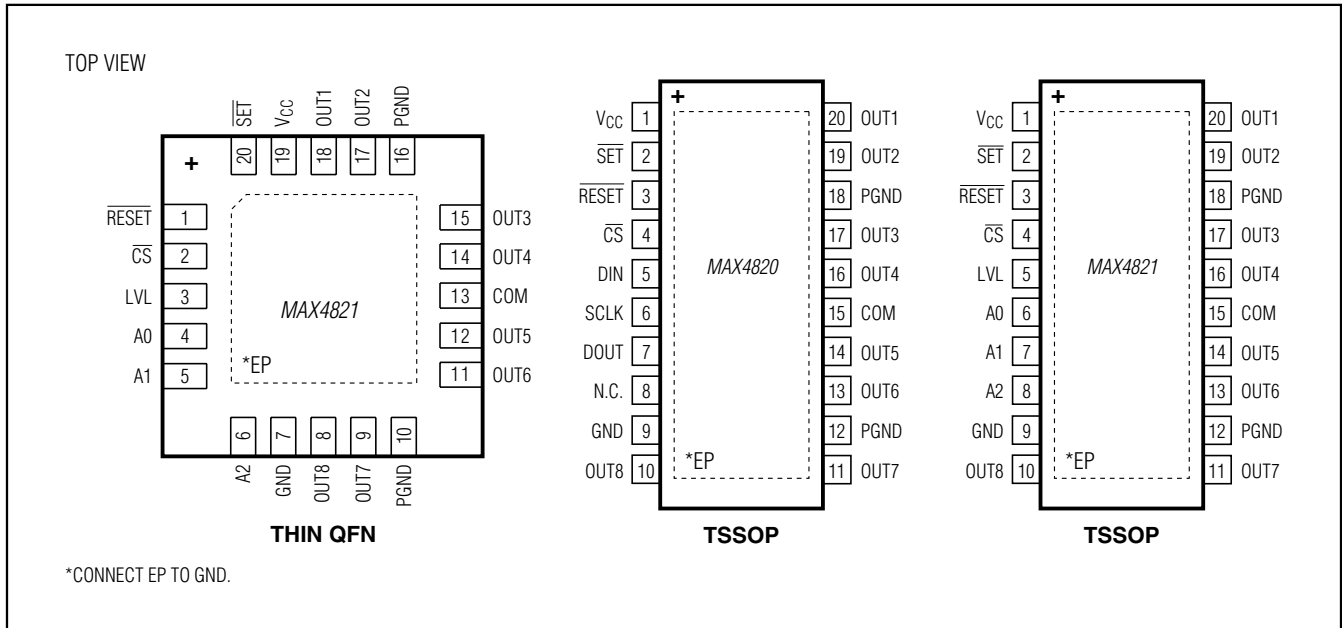 TOP VIEW
SET VCC OUT1 OUT2 PGND
20 19 18 17 16
+
RESET 1
CS 2
LVL 3
A0 4
A1 5
15 OUT3
14 OUT4
13 COM
12 OUT5
11 OUT6
MAX4821
*EP
6 7 8 9 10
A2 GND OUT8 OUT7 PGND
THIN QFN
+
VCC 1 20 OUT1
SET 2 19 OUT2
RESET 3 18 PGND
CS 4 17 OUT3
DIN 5 MAX4820 16 OUT4
SCLK 6 15 COM
DOUT 7 14 OUT5
N.C. 8 13 OUT6
GND 9 12 PGND
OUT8 10 *EP 11 OUT7
TSSOP
+
VCC 1 20 OUT1
SET 2 19 OUT2
RESET 3 18 PGND
CS 4 17 OUT3
LVL 5 MAX4821 16 OUT4
A0 6 15 COM
A1 7 14 OUT5
A2 8 13 OUT6
GND 9 12 PGND
OUT8 10 *EP 11 OUT7
TSSOP
*CONNECT EP TO GND.